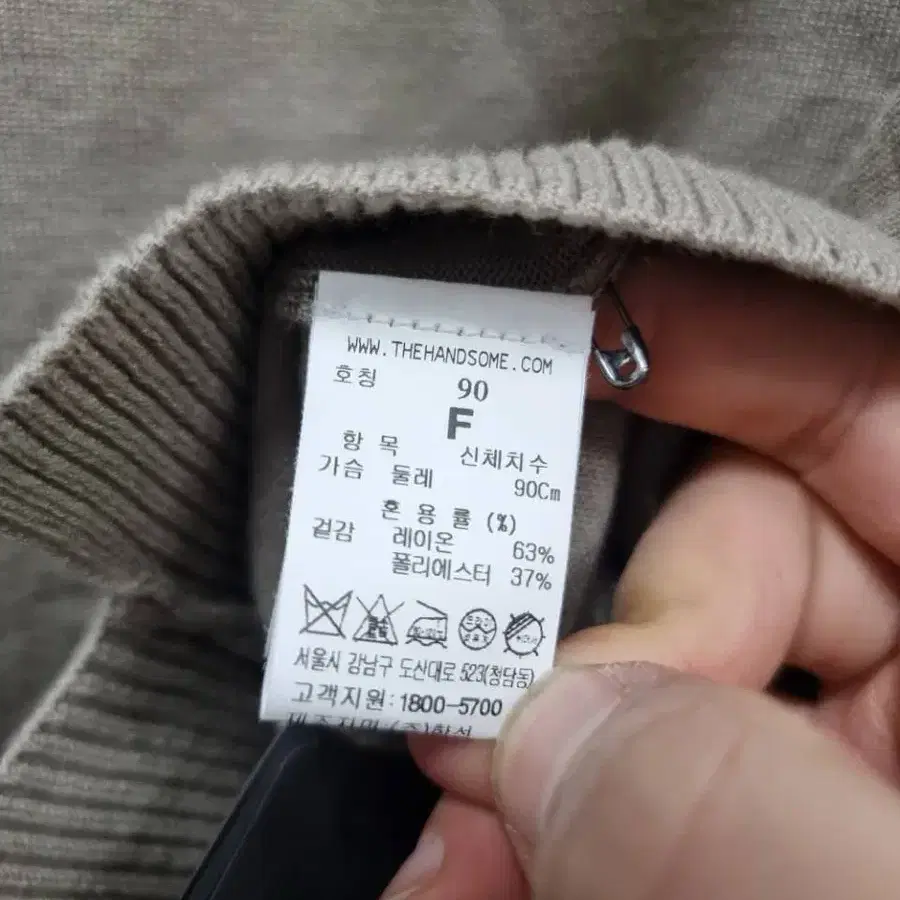 WWW.THEHANDSOME.COM
호칭 90
F
항 목 신체치수
가슴 둘레 90Cm
혼 용 률 (%)
겉감 레이온 63%
폴리에스터 37%
서울시 강남구 도산대로 523(청담동)
고객지원: 1800-5700